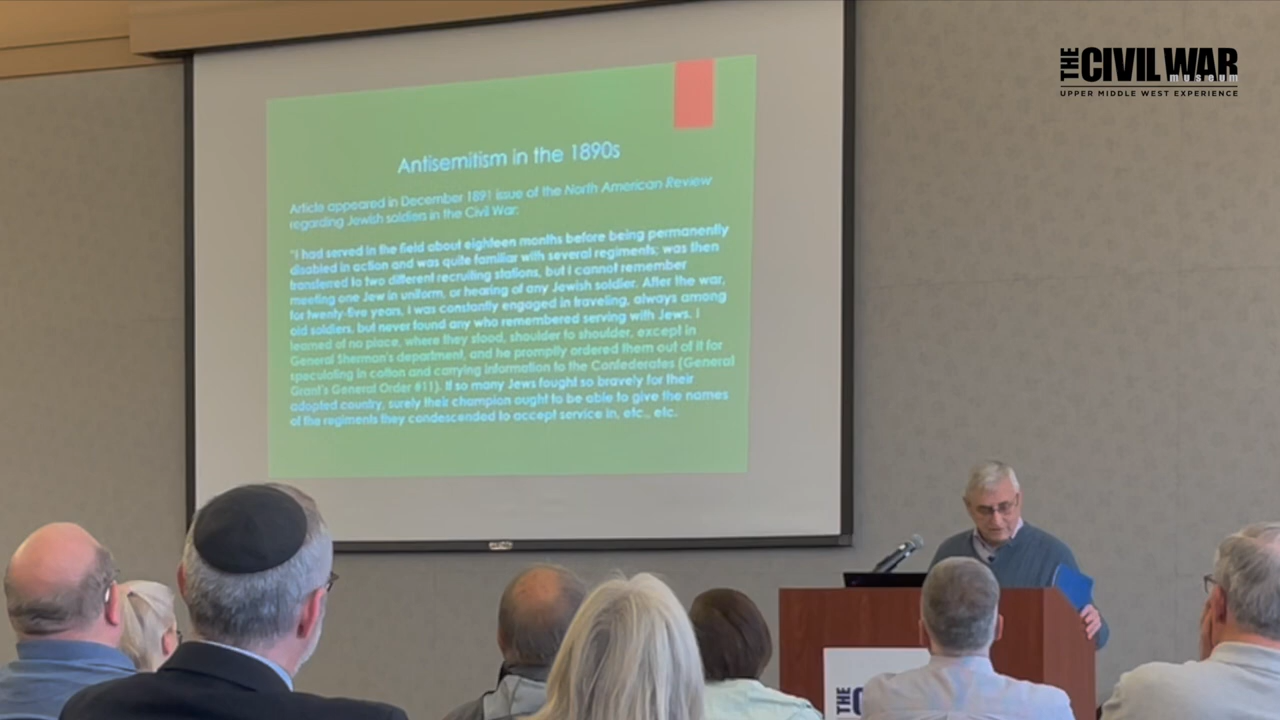 THE CIVIL WAR
museum
UPPER MIDDLE WEST EXPERIENCE
Antisemitism in the 1890s
Article appeared in December 1891 issue of the North American Review
regarding Jewish soldiers in the Civil War:
"I had served in the field about eighteen months before being permanently
disabled in action and was quite familiar with several regiments; was then
transferred to two different recruiting stations, but I cannot remember
meeting one Jew in uniform, or hearing of any Jewish soldier. After the war,
for twenty-five years, I was constantly engaged in traveling, always among
old soldiers, but never found any who remembered serving with Jews. I
learned of no place, where they stood, shoulder to shoulder, except in
General Sherman's department, and he promptly ordered them out of it for
speculating in cotton and carrying information to the Confederates (General
Grant's General Order #11). If so many Jews fought so bravely for their
adopted country, surely their champion ought to be able to give the names
of the regiments they condescended to accept service in, etc., etc.
THE